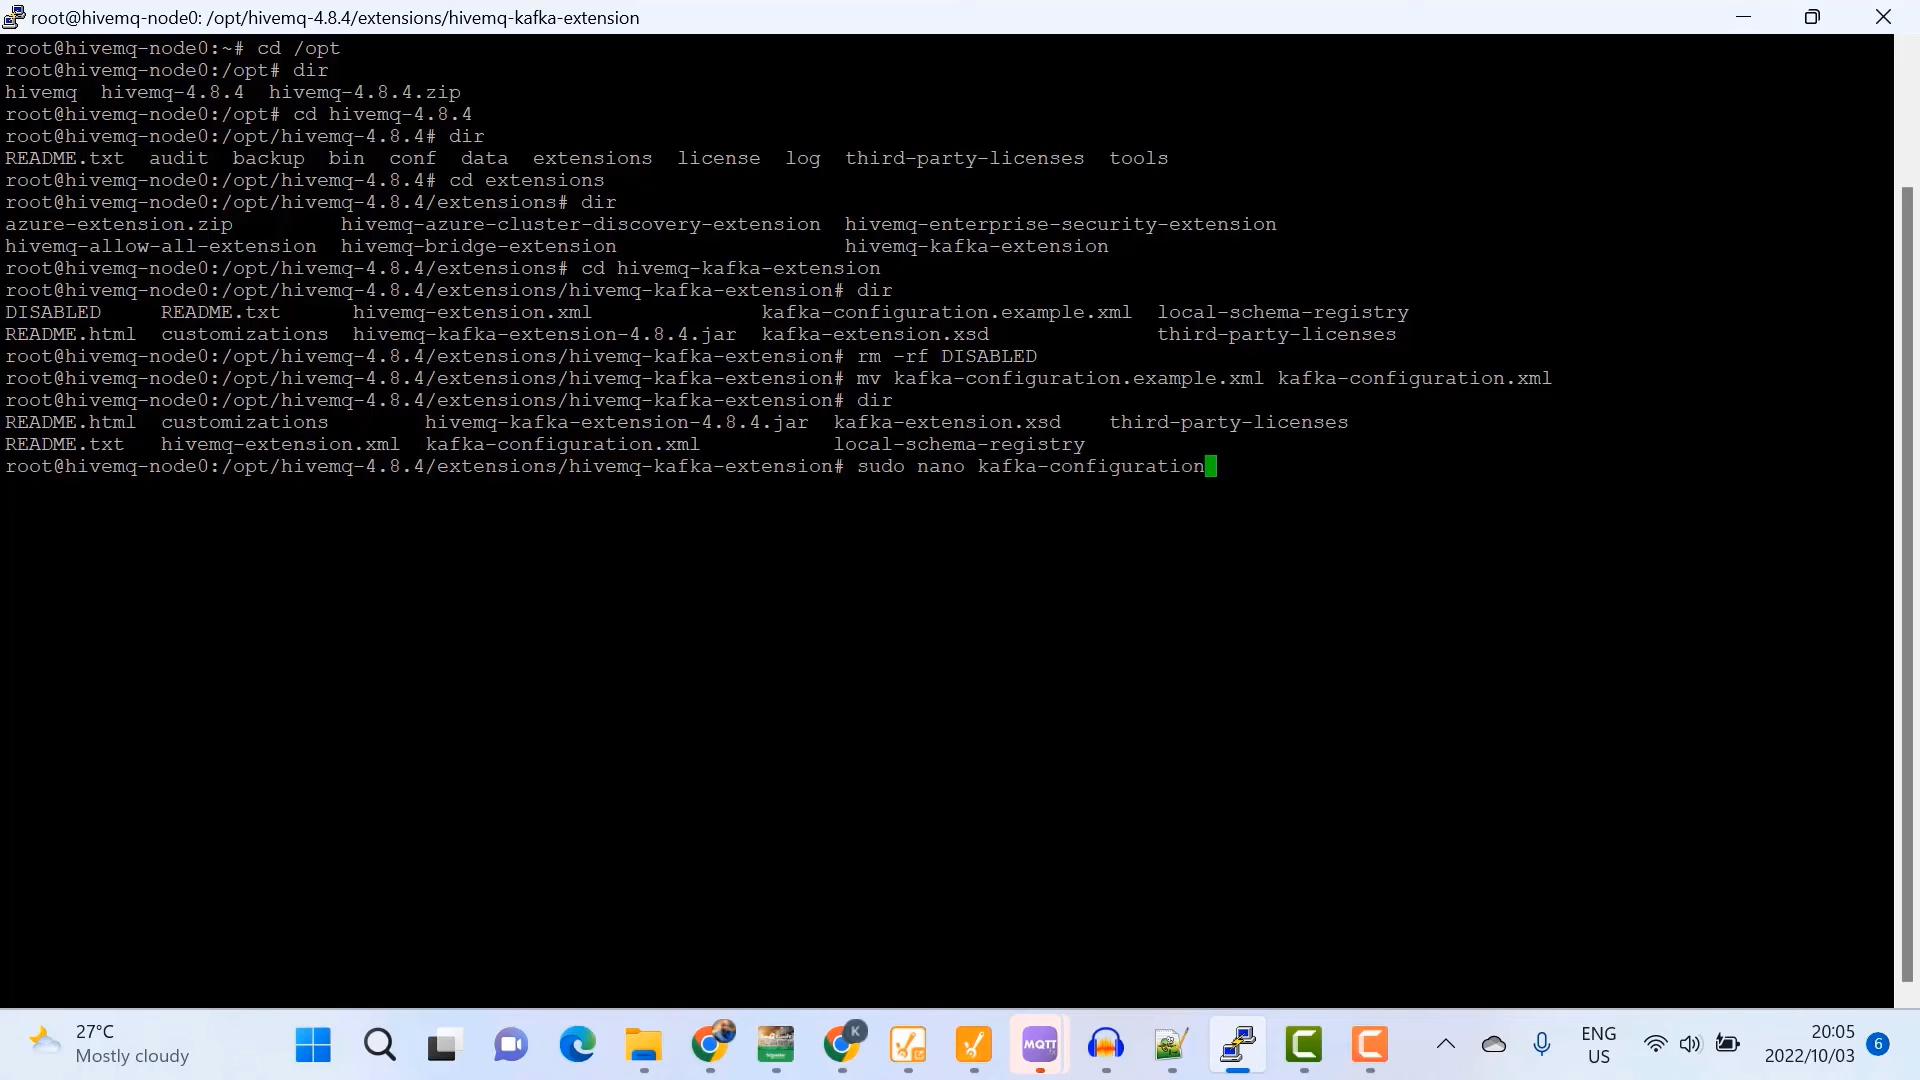 root@hivemq-node0: /opt/hivemq-4.8.4/extensions/hivemq-kafka-extension
root@hivemq-node0:~# cd /opt
root@hivemq-node0:/opt# dir
hivemq  hivemq-4.8.4  hivemq-4.8.4.zip
root@hivemq-node0:/opt# cd hivemq-4.8.4
root@hivemq-node0:/opt/hivemq-4.8.4# dir
README.txt  audit  backup  bin  conf  data  extensions  license  log  third-party-licenses  tools
root@hivemq-node0:/opt/hivemq-4.8.4# cd extensions
root@hivemq-node0:/opt/hivemq-4.8.4/extensions# dir
azure-extension.zip         hivemq-azure-cluster-discovery-extension  hivemq-enterprise-security-extension
hivemq-allow-all-extension  hivemq-bridge-extension                   hivemq-kafka-extension
root@hivemq-node0:/opt/hivemq-4.8.4/extensions# cd hivemq-kafka-extension
root@hivemq-node0:/opt/hivemq-4.8.4/extensions/hivemq-kafka-extension# dir
DISABLED     README.txt      hivemq-extension.xml              kafka-configuration.example.xml  local-schema-registry
README.html  customizations  hivemq-kafka-extension-4.8.4.jar  kafka-extension.xsd              third-party-licenses
root@hivemq-node0:/opt/hivemq-4.8.4/extensions/hivemq-kafka-extension# rm -rf DISABLED
root@hivemq-node0:/opt/hivemq-4.8.4/extensions/hivemq-kafka-extension# mv kafka-configuration.example.xml kafka-configuration.xml
root@hivemq-node0:/opt/hivemq-4.8.4/extensions/hivemq-kafka-extension# dir
README.html  customizations        hivemq-kafka-extension-4.8.4.jar  kafka-extension.xsd    third-party-licenses
README.txt   hivemq-extension.xml  kafka-configuration.xml           local-schema-registry
root@hivemq-node0:/opt/hivemq-4.8.4/extensions/hivemq-kafka-extension# sudo nano kafka-configuration
27°C
Mostly cloudy
K
MQTT
ENG
US
20:05
2022/10/03
6